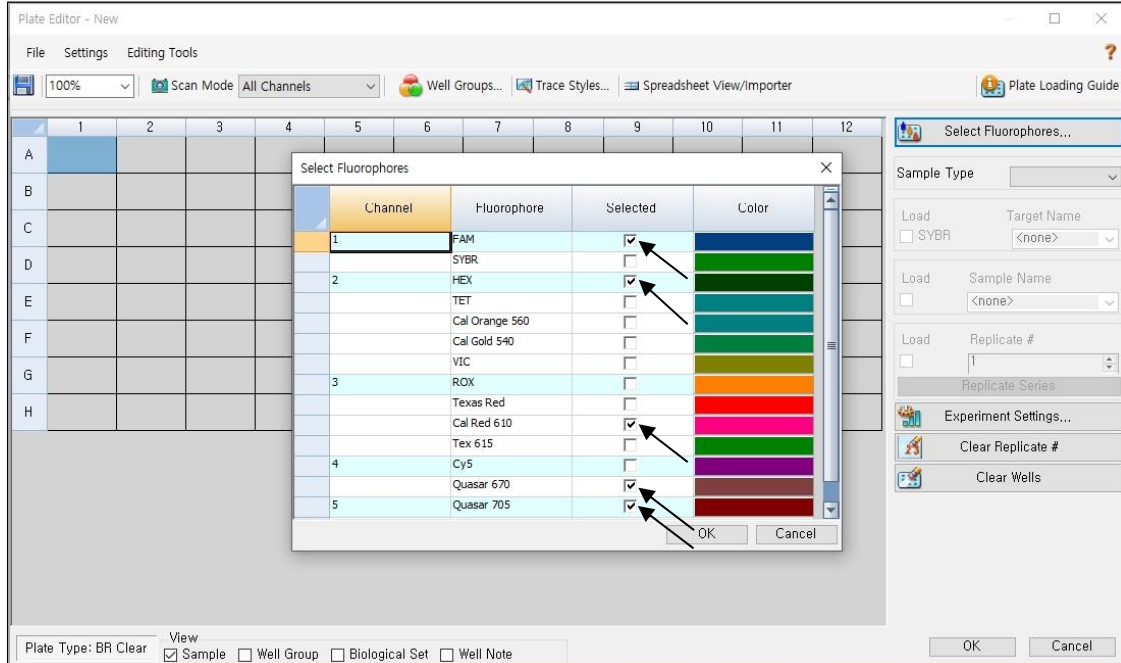 Plate Editor - New
File Settings Editing Tools ?
100% Scan Mode All Channels Well Groups... Trace Styles... Spreadsheet View/Importer Plate Loading Guide
1 2 3 4 5 6 7 8 9 10 11 12
A
B
C
D
E
F
G
H
Select Fluorophores
Channel Fluorophore Selected Color
1 FAM
SYBR
2 HEX
TET
Cal Orange 560
Cal Gold 540
VIC
3 ROX
Texas Red
Cal Red 610
Tex 615
4 Cy5
Quasar 670
5 Quasar 705
OK Cancel
Select Fluorophores...
Sample Type
Load Target Name
SYBR <none>
Load Sample Name
<none>
Load Replicate #
1
Replicate Series
Experiment Settings...
Clear Replicate #
Clear Wells
Plate Type: BR Clear
View
Sample Well Group Biological Set Well Note
OK Cancel